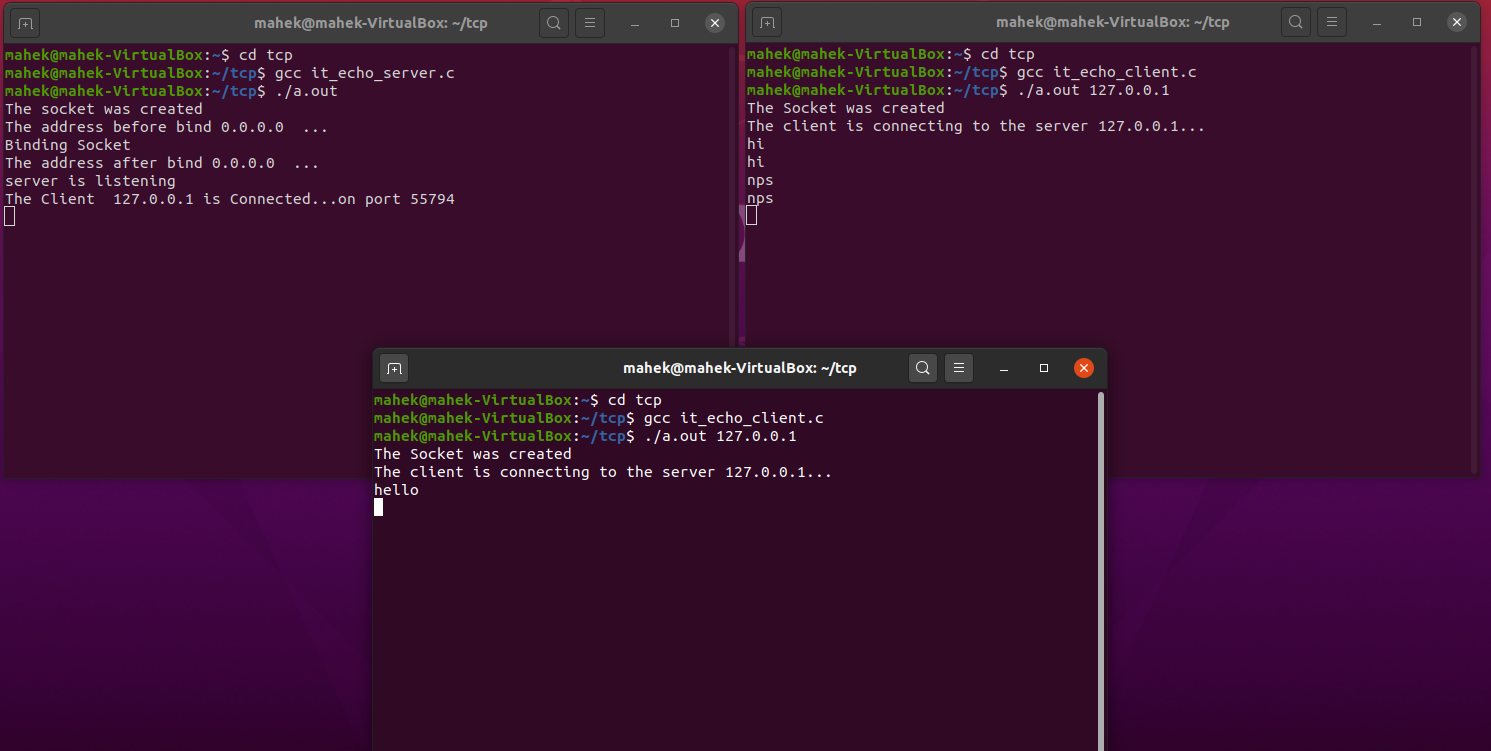 mahek@mahek-VirtualBox: ~/tcp
mahek@mahek-VirtualBox:~$ cd tcp
mahek@mahek-VirtualBox:~/tcp$ gcc it_echo_server.c
mahek@mahek-VirtualBox:~/tcp$ ./a.out
The socket was created
The address before bind 0.0.0.0  ...
Binding Socket
The address after bind 0.0.0.0  ...
server is listening
The Client  127.0.0.1 is Connected...on port 55794
mahek@mahek-VirtualBox: ~/tcp
mahek@mahek-VirtualBox:~$ cd tcp
mahek@mahek-VirtualBox:~/tcp$ gcc it_echo_client.c
mahek@mahek-VirtualBox:~/tcp$ ./a.out 127.0.0.1
The Socket was created
The client is connecting to the server 127.0.0.1...
hi
hi
nps
nps
mahek@mahek-VirtualBox: ~/tcp
mahek@mahek-VirtualBox:~$ cd tcp
mahek@mahek-VirtualBox:~/tcp$ gcc it_echo_client.c
mahek@mahek-VirtualBox:~/tcp$ ./a.out 127.0.0.1
The Socket was created
The client is connecting to the server 127.0.0.1...
hello